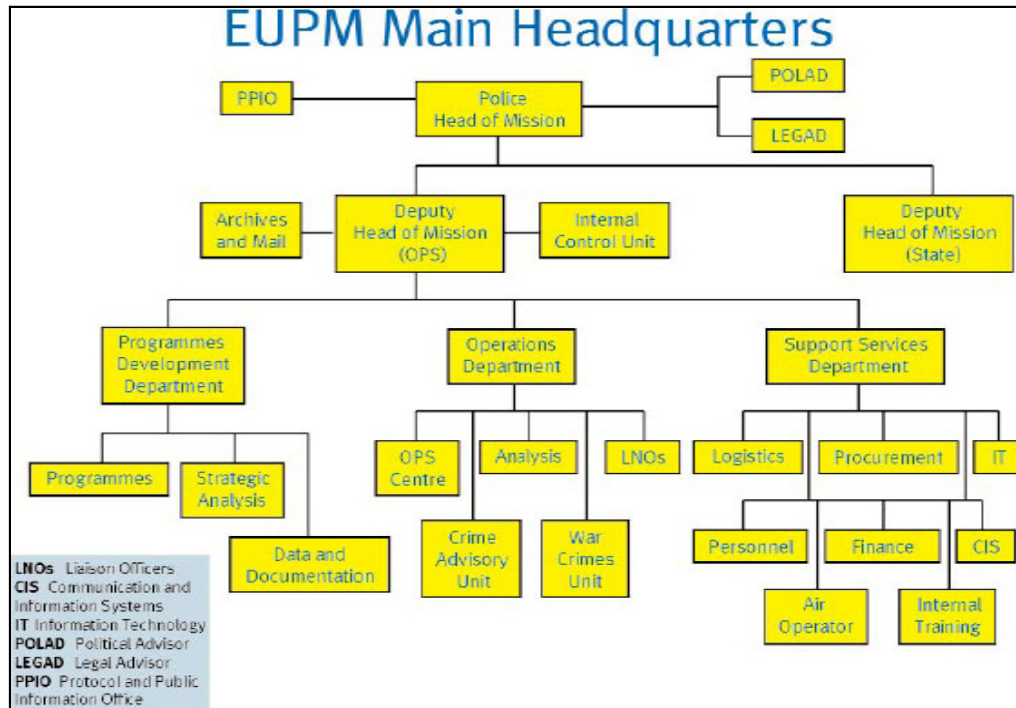 EUPM Main Headquarters
POLAD
PPIO
Police
Head of Mission
LEGAD
Archives
and Mail
Deputy
Head of Mission
(OPS)
Internal
Control Unit
Deputy
Head of Mission
(State)
Programmes
Development
Department
Operations
Department
Support Services
Department
Programmes
Strategic
Analysis
Data and
Documentation
OPS
Centre
Analysis
LNOs
Crime
Advisory
Unit
War
Crimes
Unit
Logistics
Procurement
IT
Personnel
Finance
CIS
Air
Operator
Internal
Training
LNOs Liaison Officers
CIS Communication and
Information Systems
IT Information Technology
POLAD Political Advisor
LEGAD Legal Advisor
PPIO Protocol and Public
Information Office